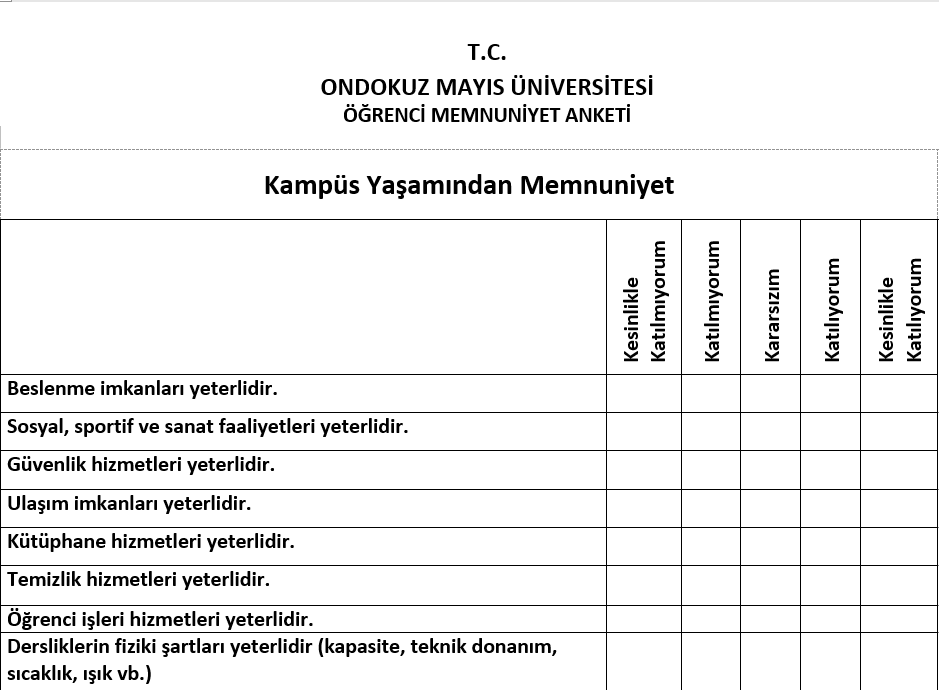 T.C.
ONDOKUZ MAYIS ÜNİVERSİTESİ
ÖĞRENCİ MEMNUNİYET ANKETİ
Kampüs Yaşamından Memnuniyet
Kesinlikle
Katılmıyorum
Katılmıyorum
Kararsızım
Katılıyorum
Kesinlikle
Katılıyorum
Beslenme imkanları yeterlidir.
Sosyal, sportif ve sanat faaliyetleri yeterlidir.
Güvenlik hizmetleri yeterlidir.
Ulaşım imkanları yeterlidir.
Kütüphane hizmetleri yeterlidir.
Temizlik hizmetleri yeterlidir.
Öğrenci işleri hizmetleri yeterlidir.
Dersliklerin fiziki şartları yeterlidir (kapasite, teknik donanım,
sıcaklık, ışık vb.)